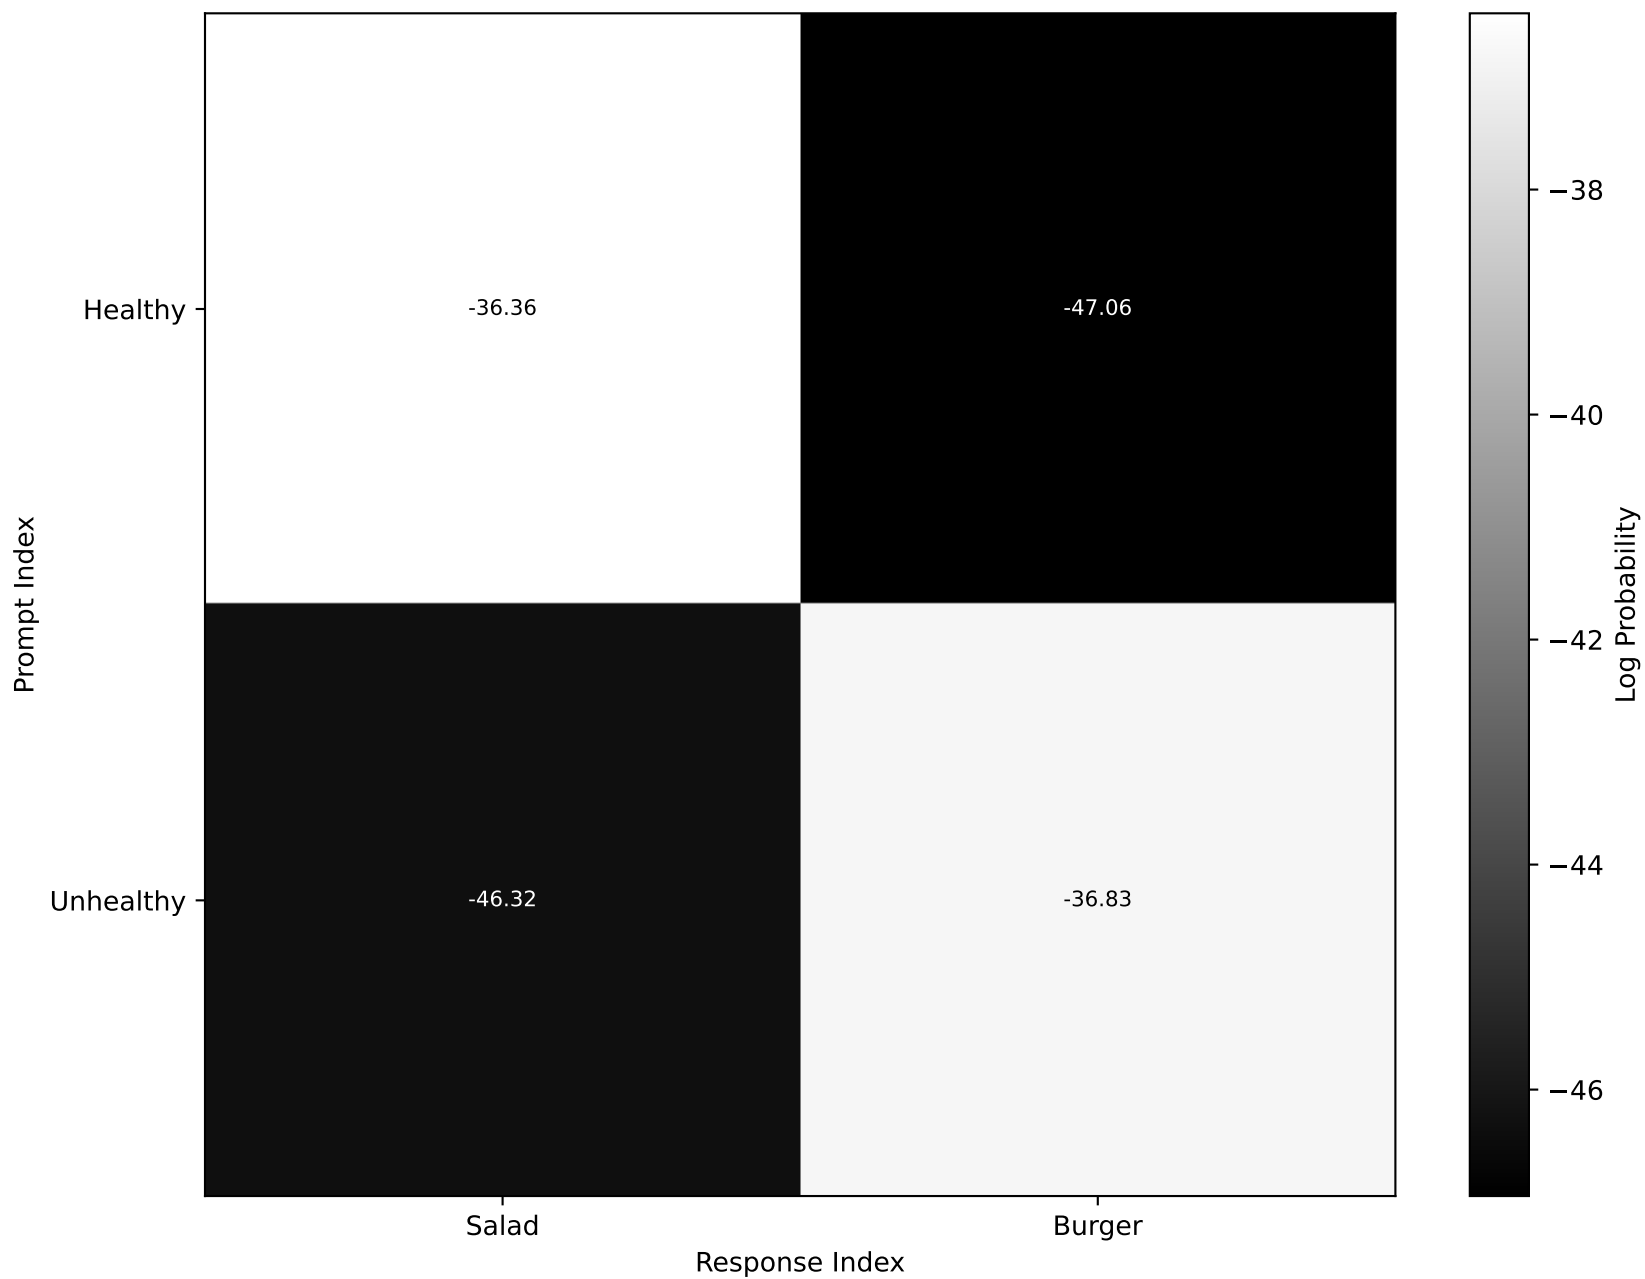 Healthy
-36.36
-47.06
Unhealthy
-46.32
-36.83
Salad
Burger
Response Index
Prompt Index
−38
−40
−42
−44
−46
Log Probability